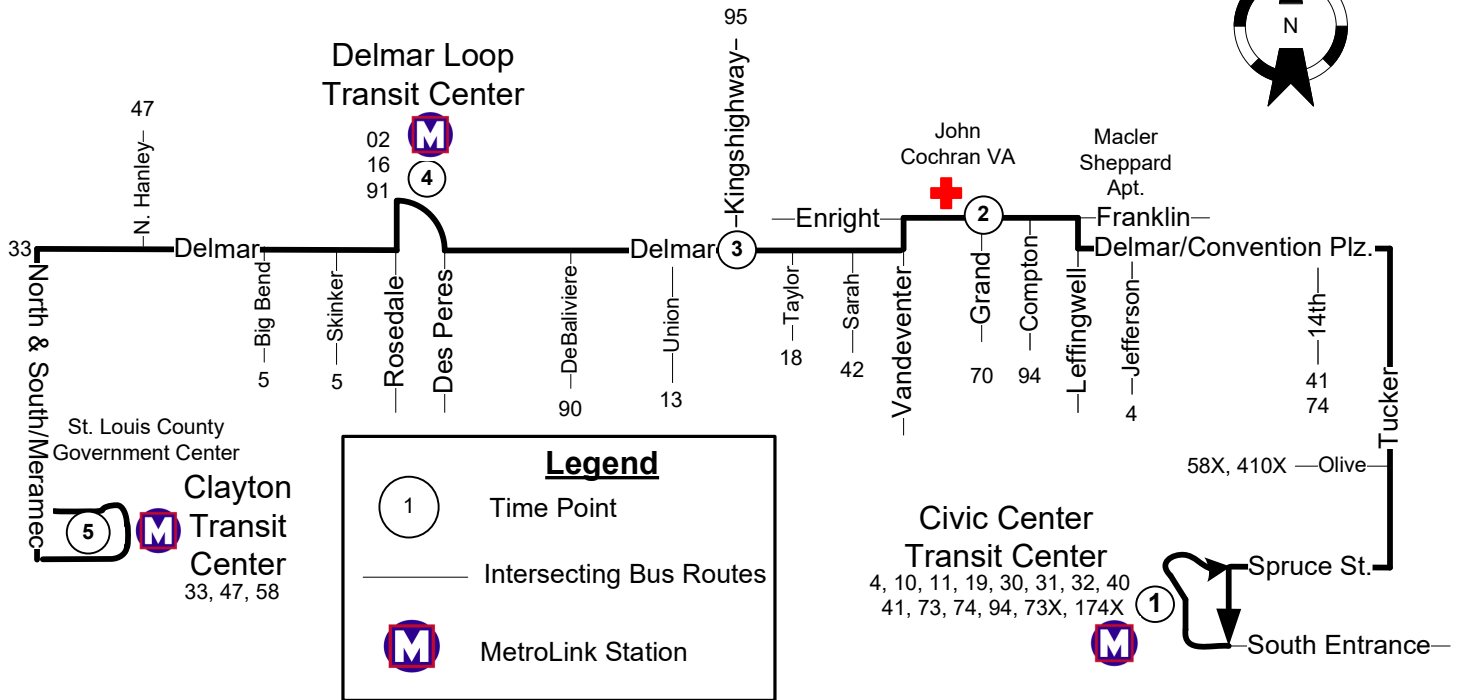 95
N
Delmar Loop
Transit Center
M
02
16
91
4
47
N. Hanley
Kingshighway
John
Cochran VA
Macler
Sheppard
Apt.
33
Delmar
Delmar
3
Enright
2
Franklin
Delmar/Convention Plz.
North & South/Meramec
Big Bend
5
Skinker
5
Rosedale
Des Peres
DeBaliviere
90
Union
13
Taylor
18
Sarah
42
Vandeventer
Grand
70
Compton
94
Leffingwell
Jefferson
4
14th
41
74
Tucker
58X, 410X
Olive
St. Louis County
Government Center
Clayton
Transit
Center
33, 47, 58
5
M
Legend
1
Time Point
Intersecting Bus Routes
M
MetroLink Station
Civic Center
Transit Center
4, 10, 11, 19, 30, 31, 32, 40
41, 73, 74, 94, 73X, 174X
1
M
Spruce St.
South Entrance